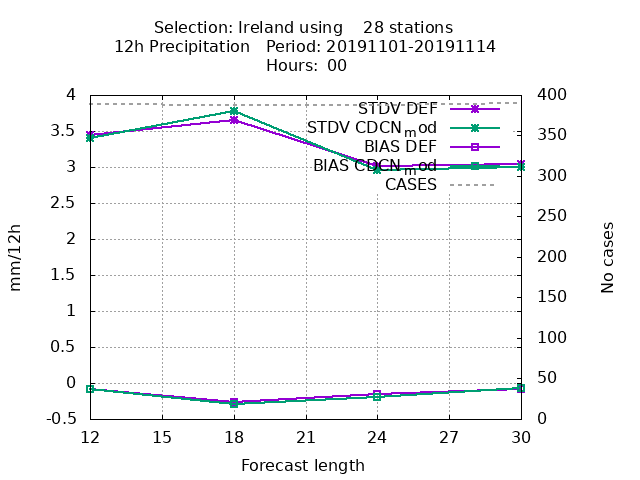 Selection: Ireland using 28 stations
12h Precipitation Period: 20191101-20191114
Hours: 00
STDV DEF
STDV CDCNmod
BIAS DEF
BIAS CDCNmod
CASES
4
3.5
3
2.5
2
1.5
1
0.5
0
-0.5
mm/12h
400
350
300
250
200
150
100
50
0
No cases
12 15 18 21 24 27 30
Forecast length